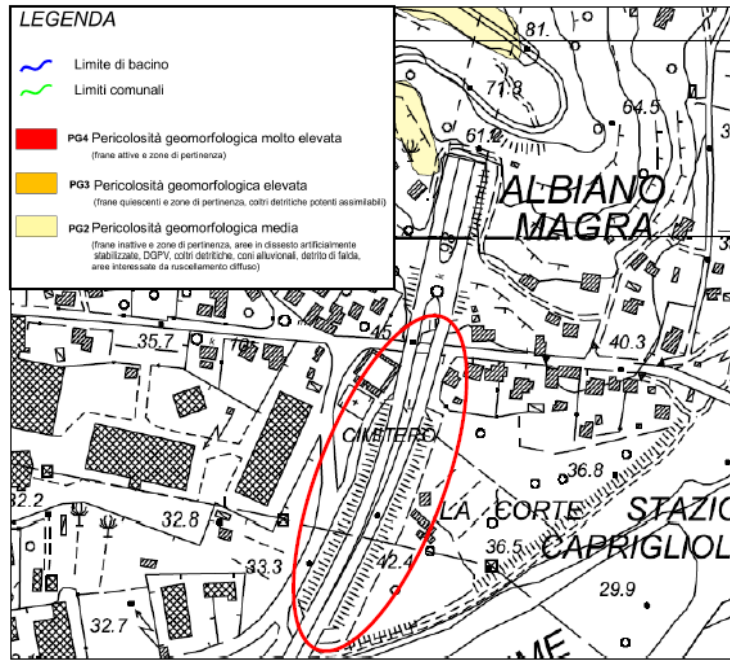 LEGENDA
Limite di bacino
Limiti comunali
PG4 Pericolosità geomorfologica molto elevata
(frane attive e zone di pertinenza)
PG3 Pericolosità geomorfologica elevata
(frane quiescenti e zone di pertinenza, coltri detritiche potenti assimilabili)
PG2 Pericolosità geomorfologica media
(frane inattive e zone di pertinenza, aree in dissesto artificialmente
stabilizzate, DGPV, coltri detritiche, coni alluvionali, detrito di falda,
aree interessate da ruscellamento diffuso)
81.
71.8
64.5
ALBIANO
MAGRA
k
45
35.7
k
40.3
CIMITERO
36.8
32.2
32.8
LA CORTE
STAZIO
36.5
CAPRIGLIOL
33.3
42.4
29.9
32.7